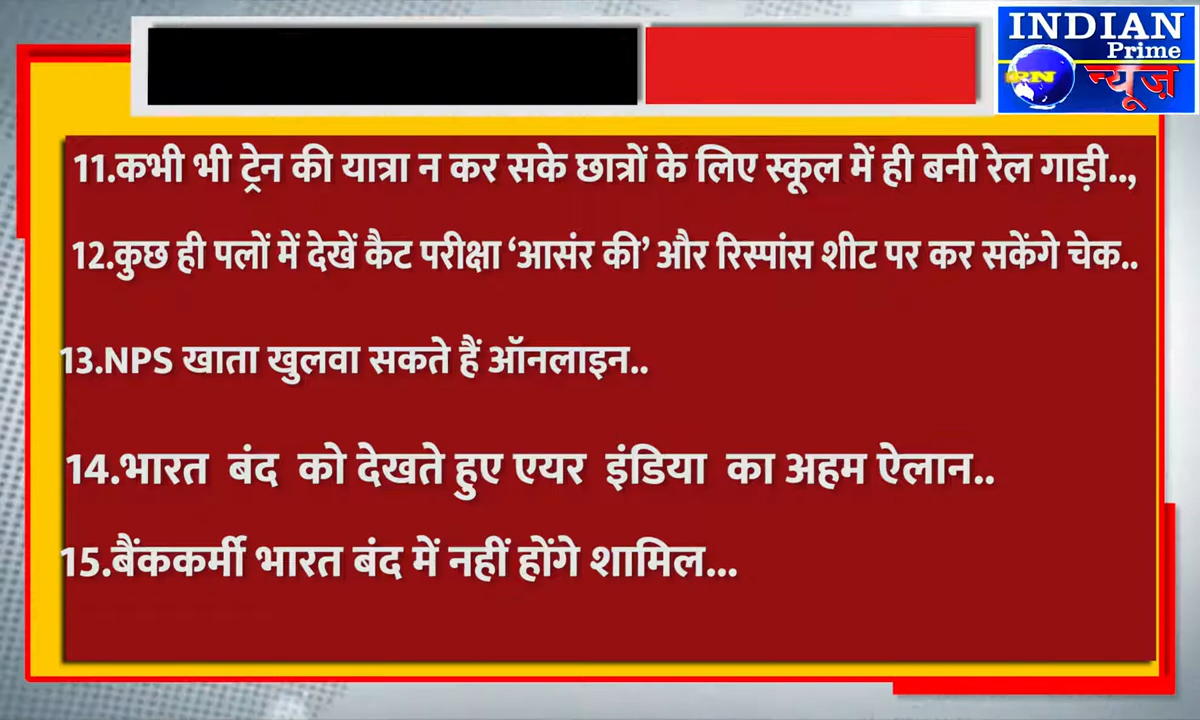 INDIAN
Prime
RN न्यूज़
11.कभी भी ट्रेन की यात्रा न कर सके छात्रों के लिए स्कूल में ही बनी रेल गाड़ी..,
12.कुछ ही पलों में देखें कैट परीक्षा ‘आसंर की’ और रिस्पांस शीट पर कर सकेंगे चेक..
13.NPS खाता खुलवा सकते हैं ऑनलाइन..
14.भारत बंद को देखते हुए एयर इंडिया का अहम ऐलान..
15.बैंककर्मी भारत बंद में नहीं होंगे शामिल...